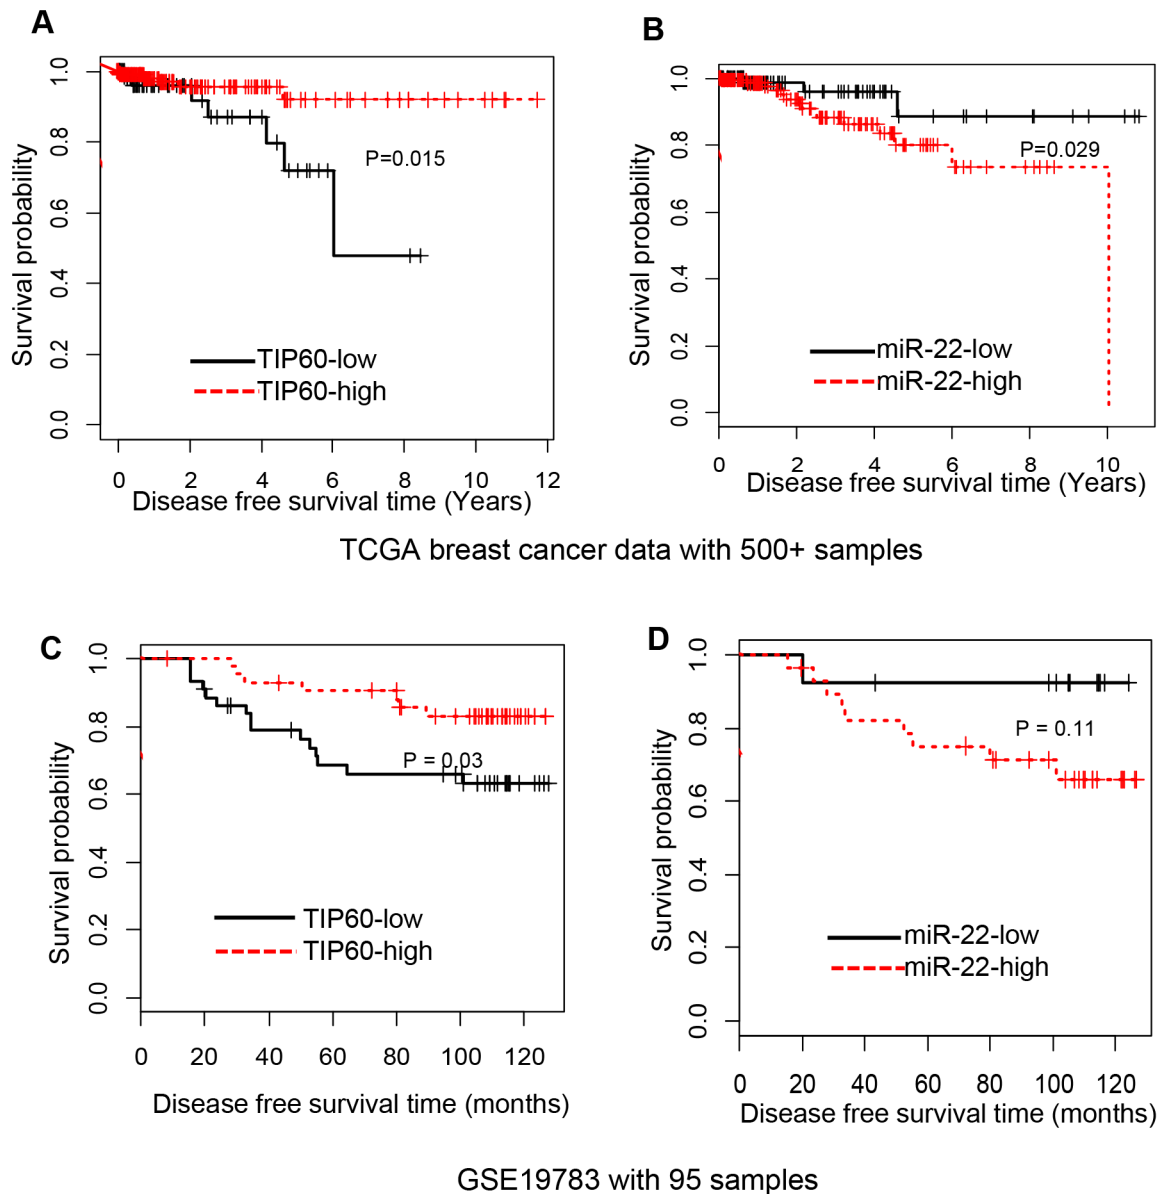 A
Survival probability
1.0
0.8
0.6
0.4
0.2
0.0
P=0.015
TIP60-low
TIP60-high
0 2 4 6 8 10 12
Disease free survival time (Years)
B
Survival probability
1.0
0.8
0.6
0.4
0.2
0.0
P=0.029
miR-22-low
miR-22-high
0 2 4 6 8 10
Disease free survival time (Years)
TCGA breast cancer data with 500+ samples
C
Survival probability
1.0
0.8
0.6
0.4
0.2
0.0
P = 0.03
TIP60-low
TIP60-high
0 20 40 60 80 100 120
Disease free survival time (months)
D
Survival probability
1.0
0.8
0.6
0.4
0.2
0.0
P = 0.11
miR-22-low
miR-22-high
0 20 40 60 80 100 120
Disease free survival time (months)
GSE19783 with 95 samples